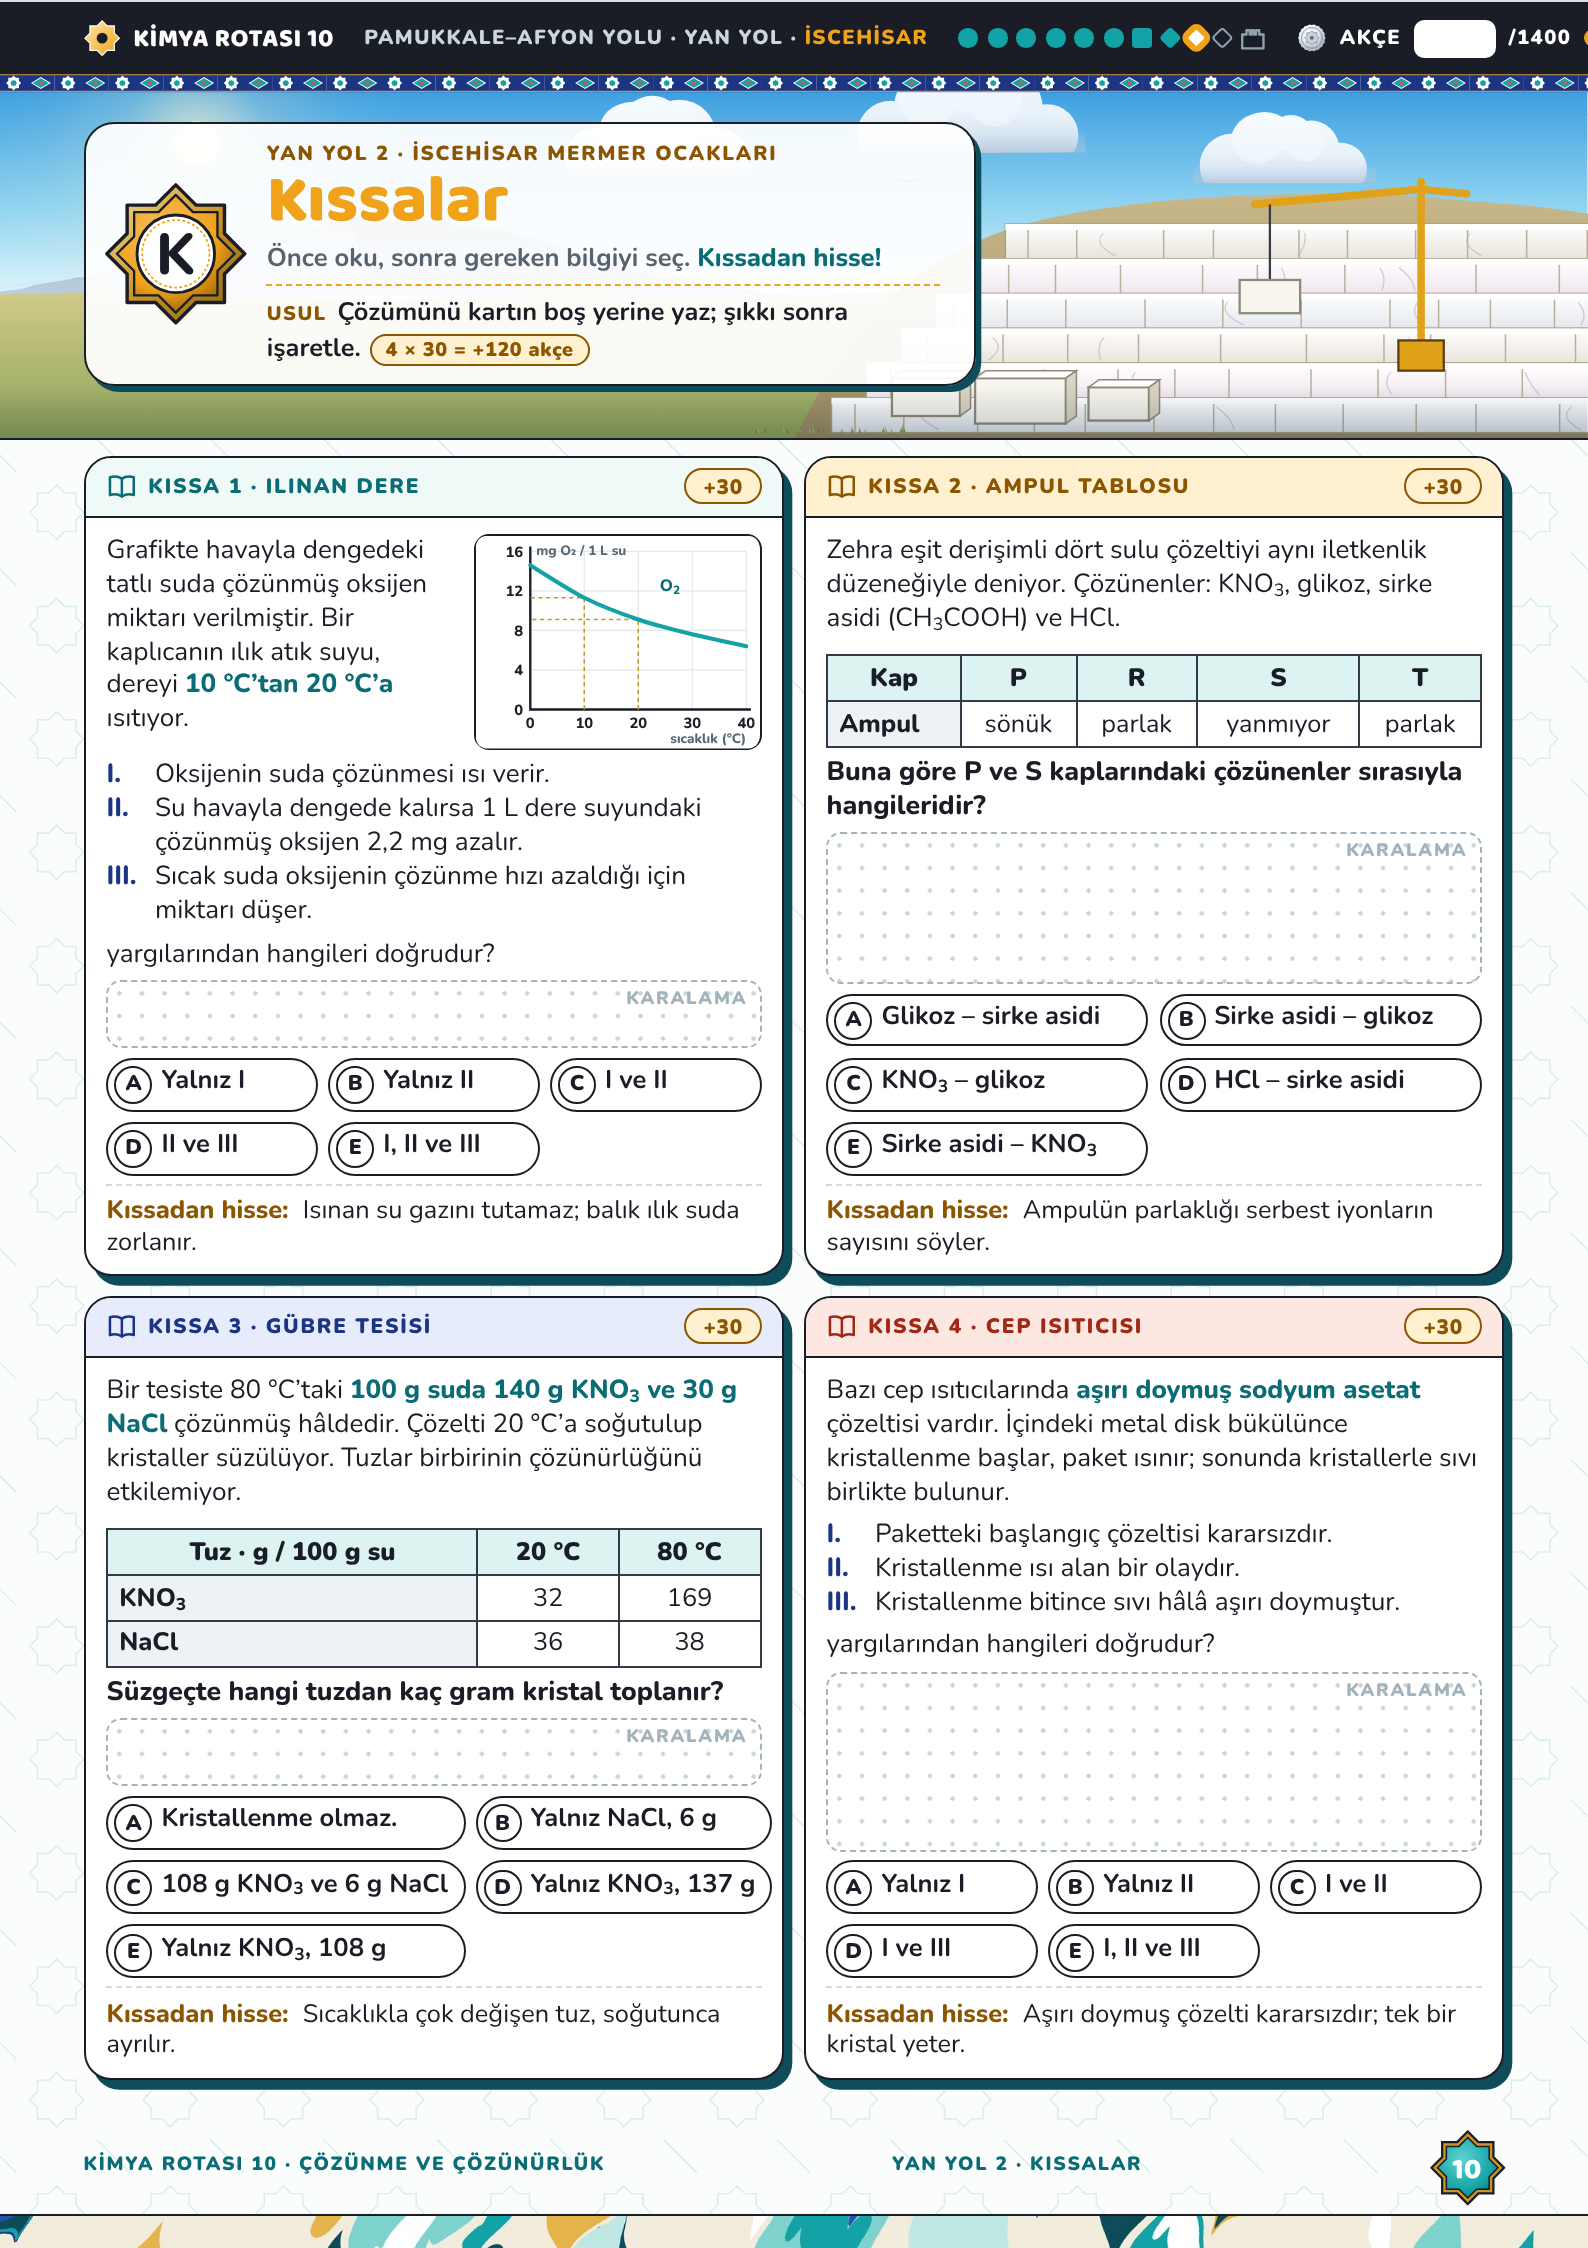 KİMYA ROTASI 10 PAMUKKALE–AFYON YOLU · YAN YOL · İSCEHİSAR AKÇE /1400
YAN YOL 2 · İSCEHİSAR MERMER OCAKLARI
K
Kıssalar
Önce oku, sonra gereken bilgiyi seç. Kıssadan hisse!
USUL Çözümünü kartın boş yerine yaz; şıkkı sonra
işaretle. 4 × 30 = +120 akçe
KISSA 1 · ILINAN DERE +30
Grafikte havayla dengedeki
tatlı suda çözünmüş oksijen
miktarı verilmiştir. Bir
kaplıcanın ılık atık suyu,
dereyi 10 °C’tan 20 °C’a
ısıtıyor.
mg O₂ / 1 L su
O₂
16
12
8
4
0
0 10 20 30 40
sıcaklık (°C)
I. Oksijenin suda çözünmesi ısı verir.
II. Su havayla dengede kalırsa 1 L dere suyundaki
çözünmüş oksijen 2,2 mg azalır.
III. Sıcak suda oksijenin çözünme hızı azaldığı için
miktarı düşer.
yargılarından hangileri doğrudur?
KARALAMA
A Yalnız I B Yalnız II C I ve II
D II ve III E I, II ve III
Kıssadan hisse: Isınan su gazını tutamaz; balık ılık suda
zorlanır.
KISSA 2 · AMPUL TABLOSU +30
Zehra eşit derişimli dört sulu çözeltiyi aynı iletkenlik
düzeneğiyle deniyor. Çözünenler: KNO₃, glikoz, sirke
asidi (CH₃COOH) ve HCl.
Kap P R S T
Ampul sönük parlak yanmıyor parlak
Buna göre P ve S kaplarındaki çözünenler sırasıyla
hangileridir?
KARALAMA
A Glikoz – sirke asidi B Sirke asidi – glikoz
C KNO₃ – glikoz D HCl – sirke asidi
E Sirke asidi – KNO₃
Kıssadan hisse: Ampulün parlaklığı serbest iyonların
sayısını söyler.
KISSA 3 · GÜBRE TESİSİ +30
Bir tesiste 80 °C’taki 100 g suda 140 g KNO₃ ve 30 g
NaCl çözünmüş hâldedir. Çözelti 20 °C’a soğutulup
kristaller süzülüyor. Tuzlar birbirinin çözünürlüğünü
etkilemiyor.
Tuz · g / 100 g su 20 °C 80 °C
KNO₃ 32 169
NaCl 36 38
Süzgeçte hangi tuzdan kaç gram kristal toplanır?
KARALAMA
A Kristallenme olmaz. B Yalnız NaCl, 6 g
C 108 g KNO₃ ve 6 g NaCl D Yalnız KNO₃, 137 g
E Yalnız KNO₃, 108 g
Kıssadan hisse: Sıcaklıkla çok değişen tuz, soğutunca
ayrılır.
KISSA 4 · CEP ISITICISI +30
Bazı cep ısıtıcılarında aşırı doymuş sodyum asetat
çözeltisi vardır. İçindeki metal disk bükülünce
kristallenme başlar, paket ısınır; sonunda kristallerle sıvı
birlikte bulunur.
I. Paketteki başlangıç çözeltisi kararsızdır.
II. Kristallenme ısı alan bir olaydır.
III. Kristallenme bitince sıvı hâlâ aşırı doymuştur.
yargılarından hangileri doğrudur?
KARALAMA
A Yalnız I B Yalnız II C I ve II
D I ve III E I, II ve III
Kıssadan hisse: Aşırı doymuş çözelti kararsızdır; tek bir
kristal yeter.
KİMYA ROTASI 10 · ÇÖZÜNME VE ÇÖZÜNÜRLÜK YAN YOL 2 · KISSALAR 10